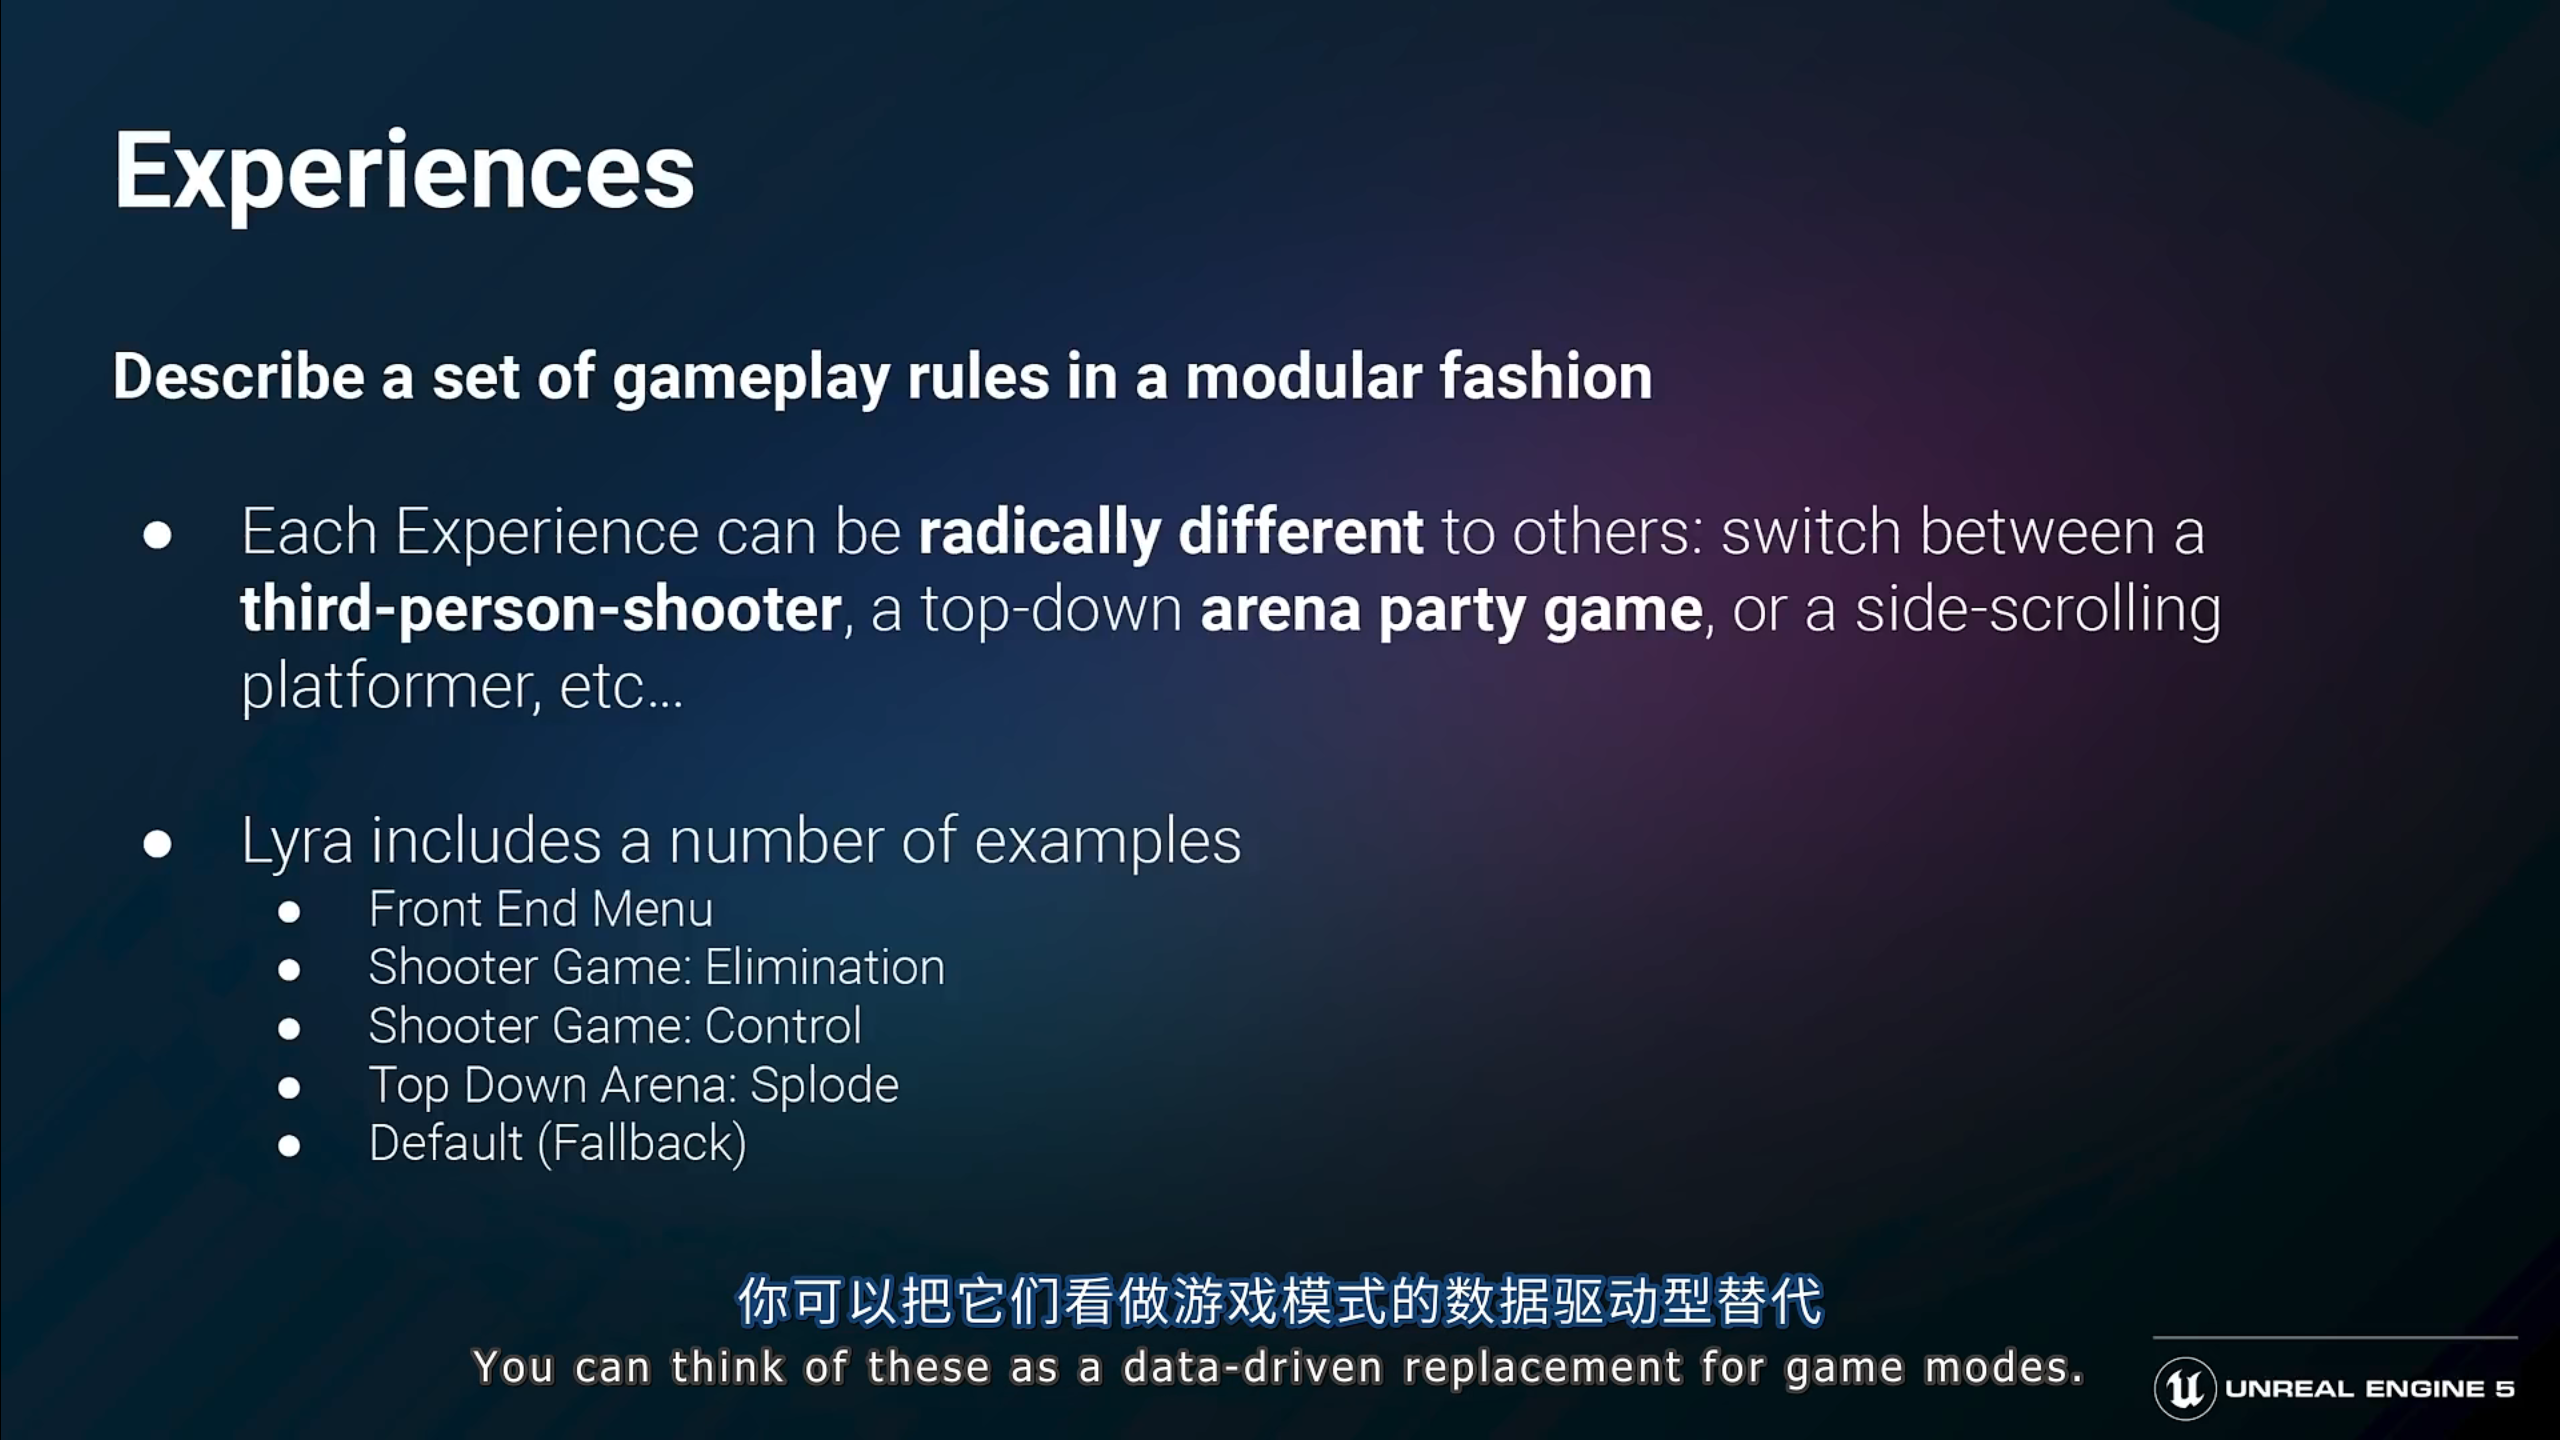 Experiences
Describe a set of gameplay rules in a modular fashion
● Each Experience can be radically different to others: switch between a
third-person-shooter, a top-down arena party game, or a side-scrolling
platformer, etc...
● Lyra includes a number of examples
● Front End Menu
● Shooter Game: Elimination
● Shooter Game: Control
● Top Down Arena: Splode
● Default (Fallback)
你可以把它们看做游戏模式的数据驱动型替代
You can think of these as a data-driven replacement for game modes.
UNREAL ENGINE 5